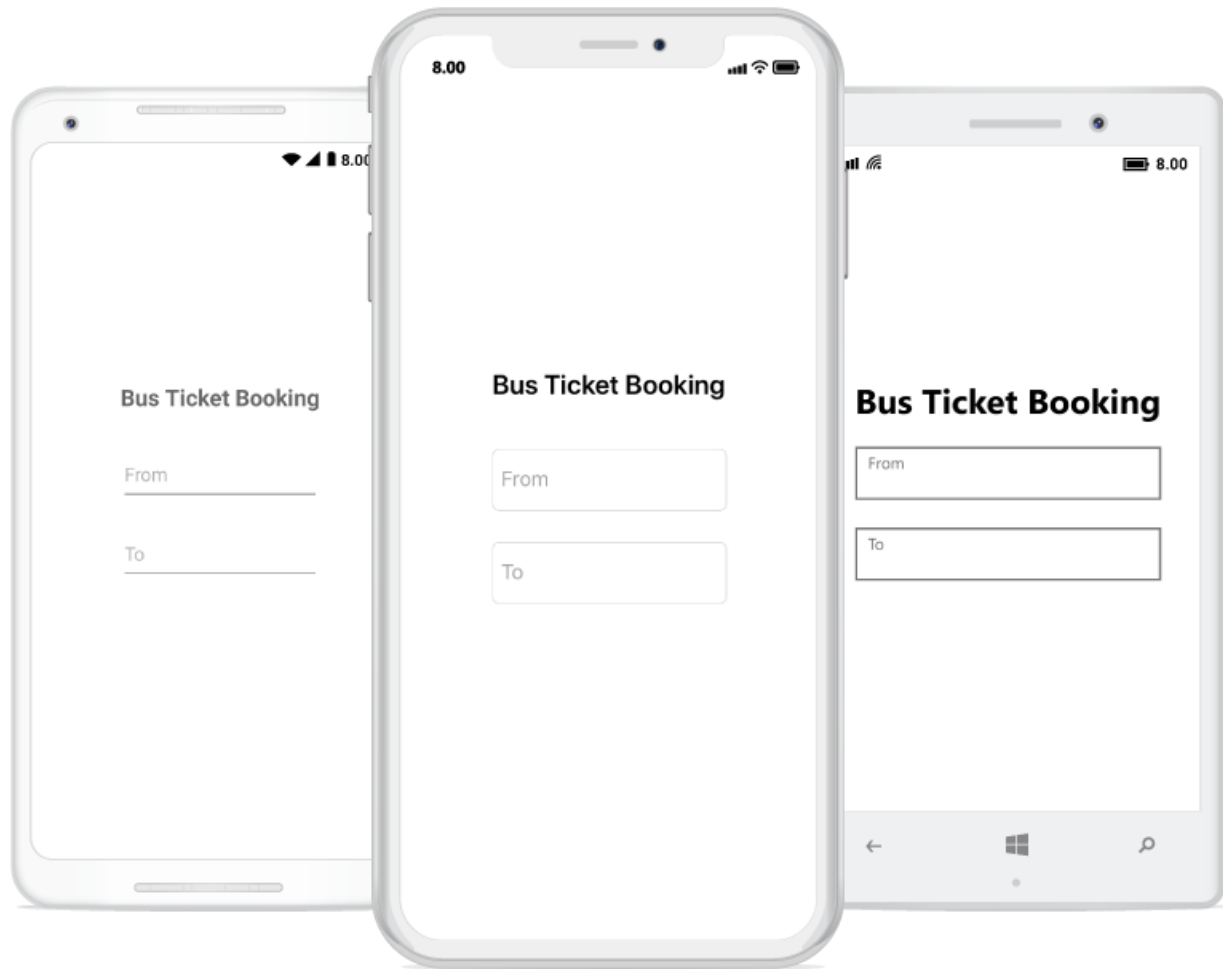 8.00
Bus Ticket Booking
From
To
8.00
Bus Ticket Booking
From
To
8.00
Bus Ticket Booking
From
To